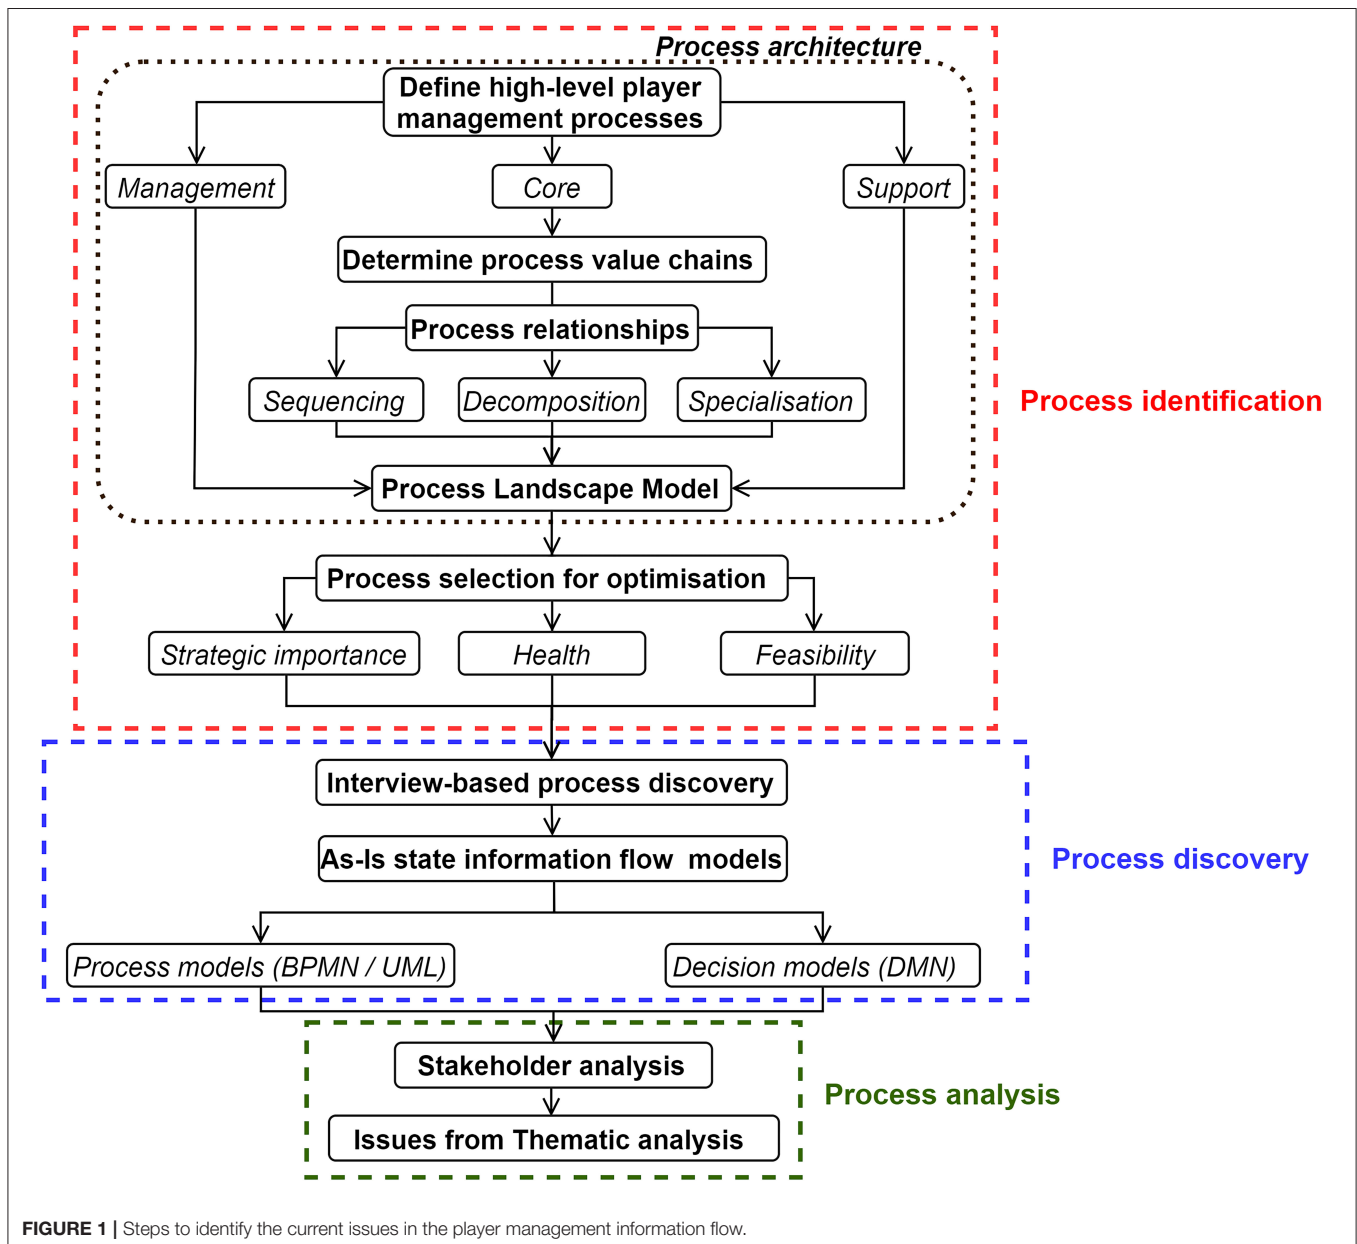 Process architecture
Define high-level player
management processes
Management
Core
Support
Determine process value chains
Process relationships
Sequencing
Decomposition
Specialisation
Process identification
Process Landscape Model
Process selection for optimisation
Strategic importance
Health
Feasibility
Interview-based process discovery
As-Is state information flow models
Process discovery
Process models (BPMN / UML)
Decision models (DMN)
Stakeholder analysis
Process analysis
Issues from Thematic analysis
FIGURE 1 | Steps to identify the current issues in the player management information flow.